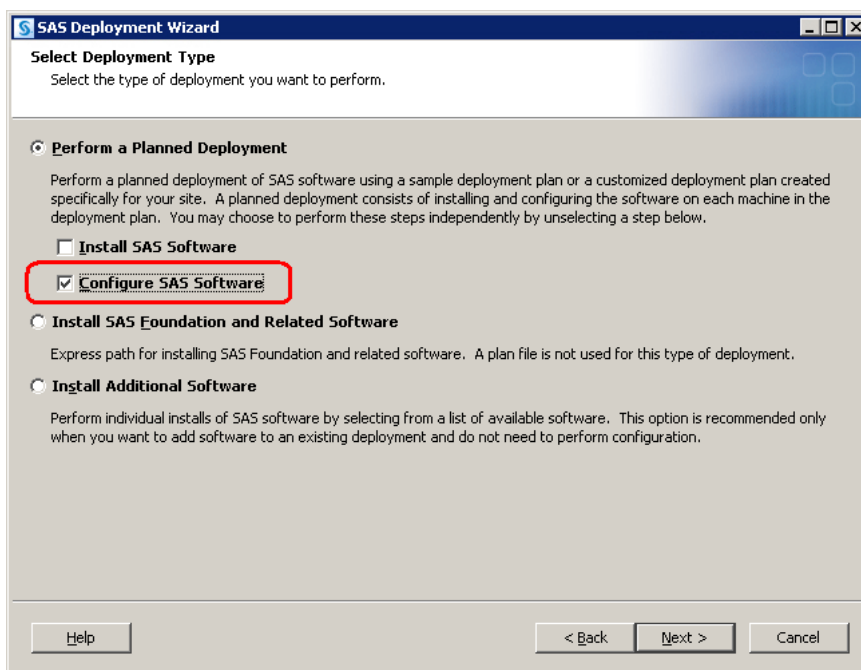 SAS Deployment Wizard
Select Deployment Type
Select the type of deployment you want to perform.
Perform a Planned Deployment
Perform a planned deployment of SAS software using a sample deployment plan or a customized deployment plan created
specifically for your site. A planned deployment consists of installing and configuring the software on each machine in the
deployment plan. You may choose to perform these steps independently by unselecting a step below.
Install SAS Software
Configure SAS Software
Install SAS Foundation and Related Software
Express path for installing SAS Foundation and related software. A plan file is not used for this type of deployment.
Install Additional Software
Perform individual installs of SAS software by selecting from a list of available software. This option is recommended only
when you want to add software to an existing deployment and do not need to perform configuration.
Help
< Back
Next >
Cancel